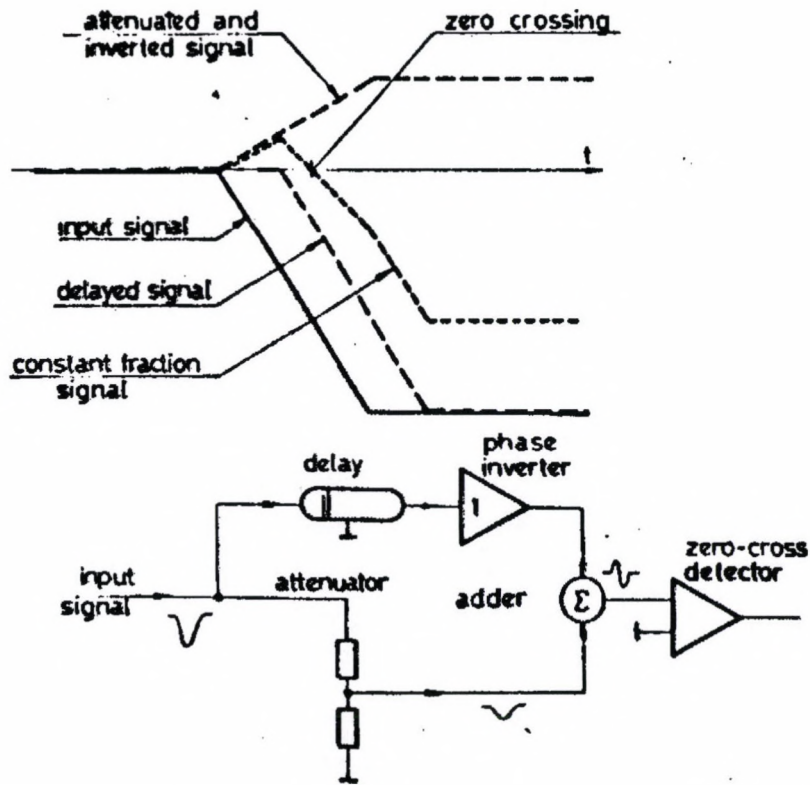 attenuated and
inverted signal
zero crossing
t
input signal
delayed signal
constant fraction
signal
phase
inverter
delay
1
zero-cross
detector
input
signal
attenuator
adder
Σ